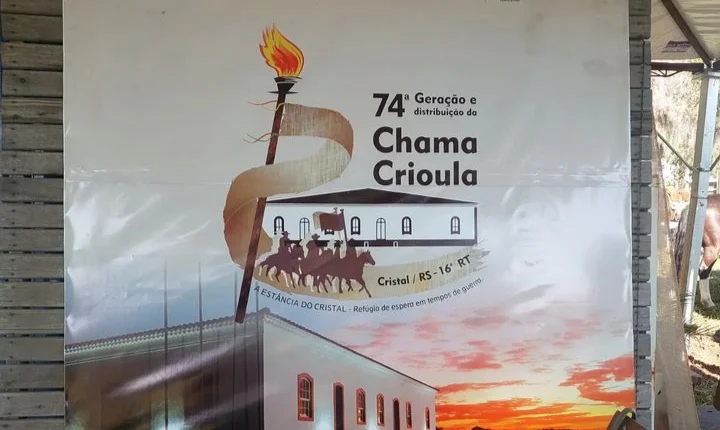 74ª Geração e
distribuição da
Chama
Crioula
Cristal / RS - 16ª RT
A ESTÂNCIA DO CRISTAL - Refúgio de espera em tempos de guerra.